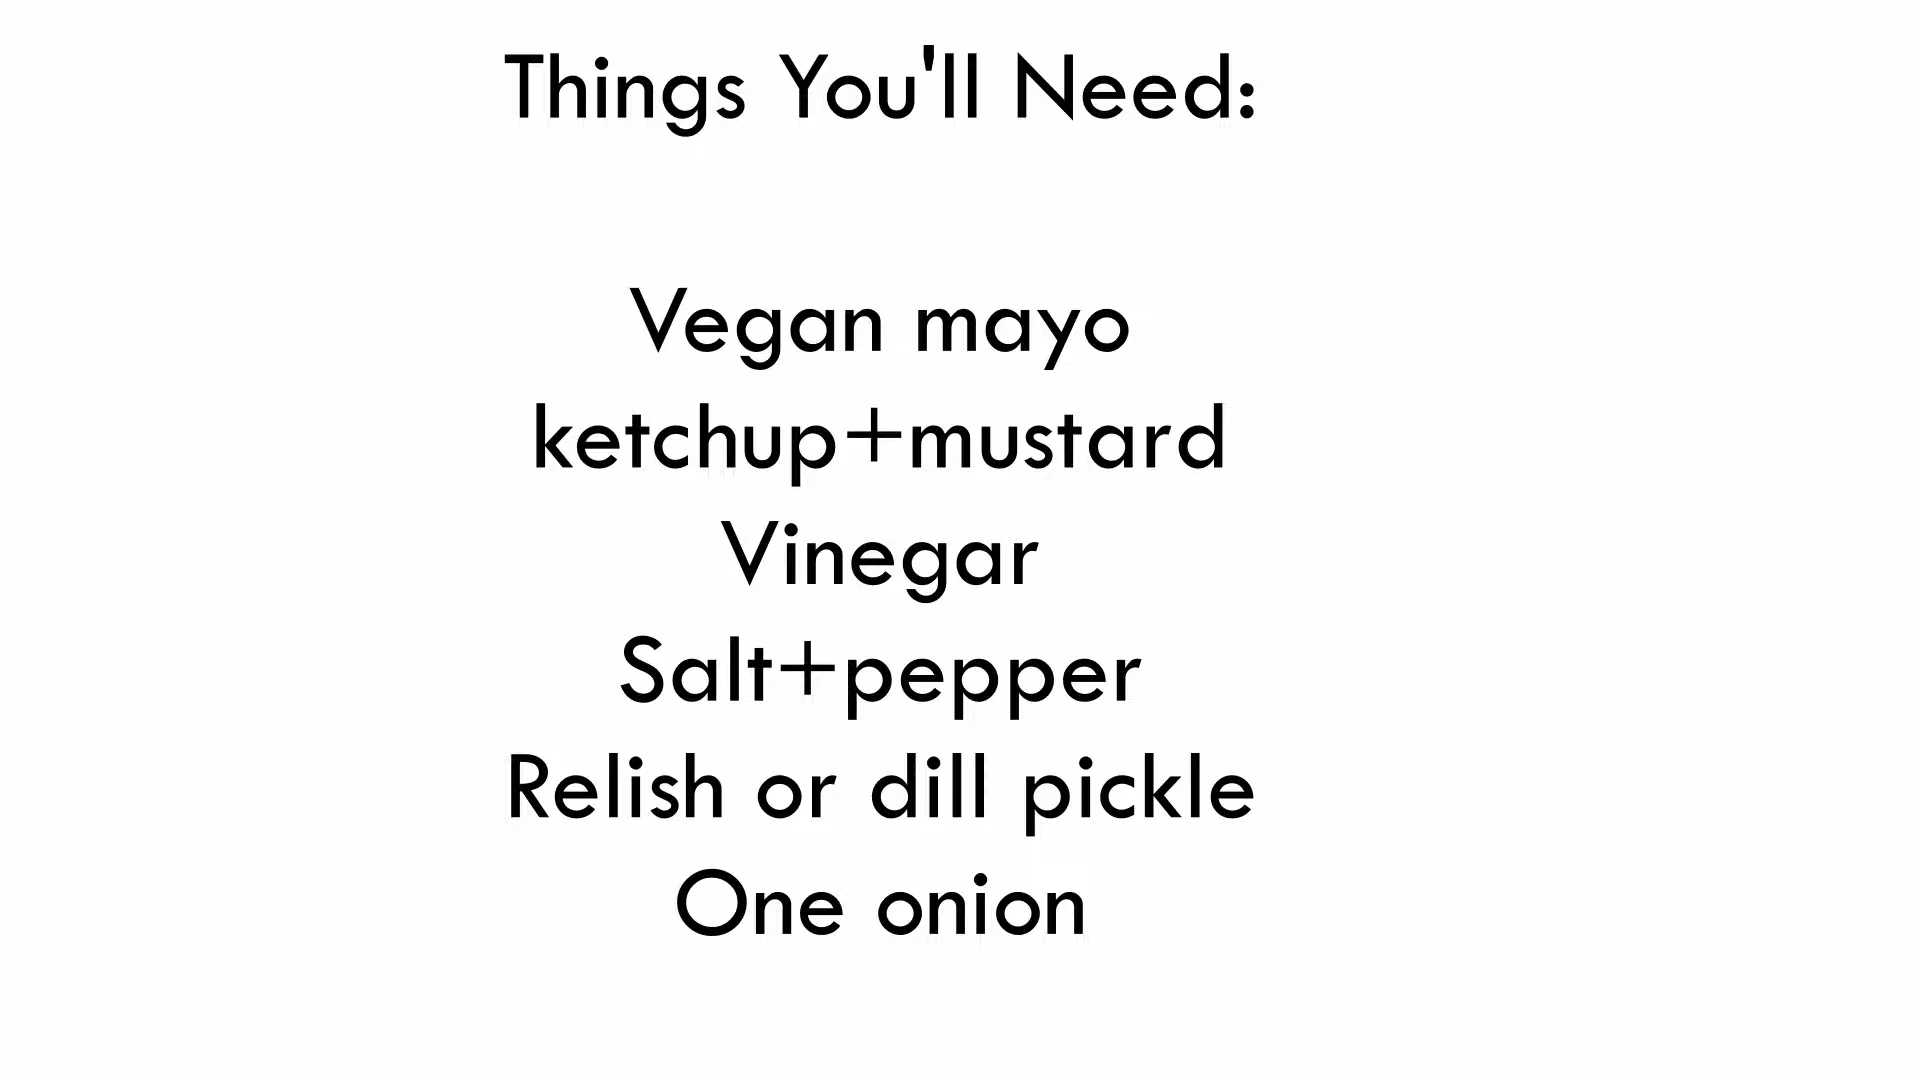 Things You'll Need:
Vegan mayo
ketchup+mustard
Vinegar
Salt+pepper
Relish or dill pickle
One onion